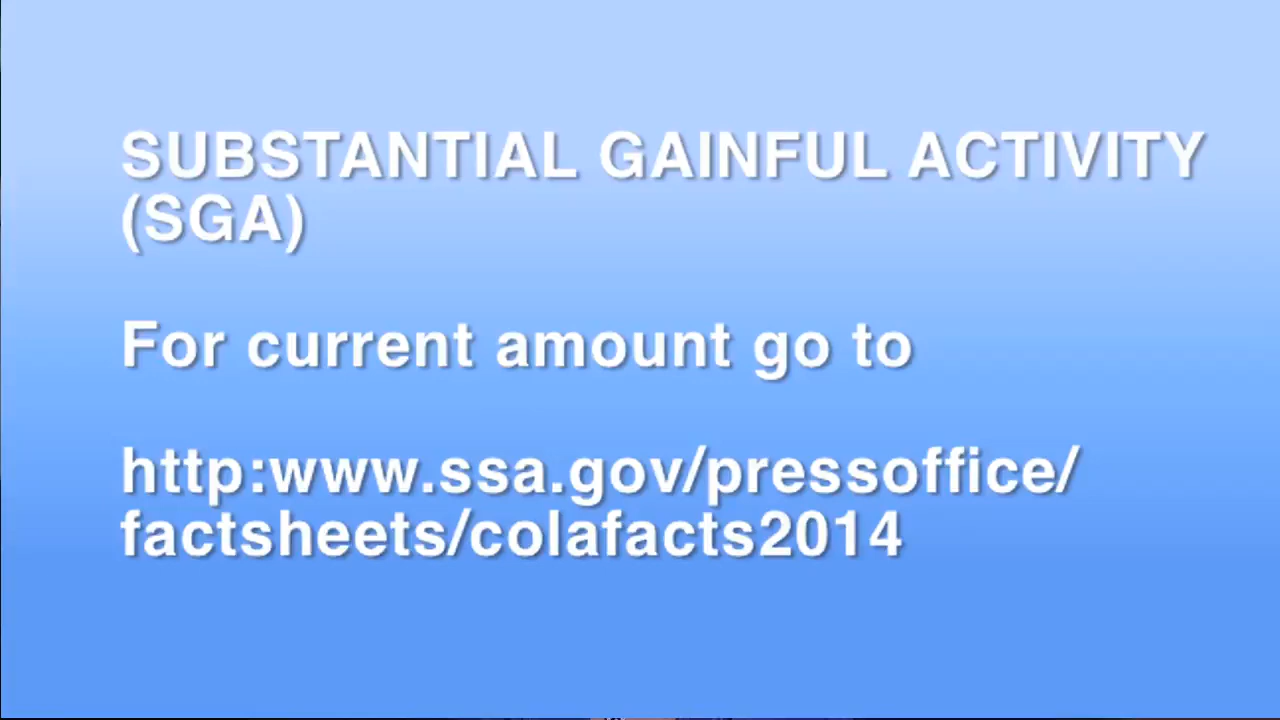 SUBSTANTIAL GAINFUL ACTIVITY
(SGA)
For current amount go to
http:www.ssa.gov/pressoffice/
factsheets/colafacts2014